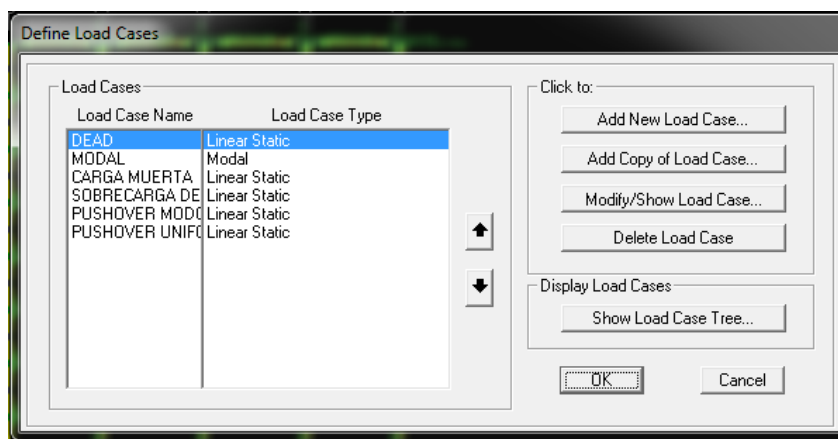 Define Load Cases
Load Cases
Load Case Name Load Case Type
DEAD Linear Static
MODAL Modal
CARGA MUERTA Linear Static
SOBRECARGA DE Linear Static
PUSHOVER MODO Linear Static
PUSHOVER UNIFO Linear Static
Click to:
Add New Load Case...
Add Copy of Load Case...
Modify/Show Load Case...
Delete Load Case
Display Load Cases
Show Load Case Tree...
OK Cancel